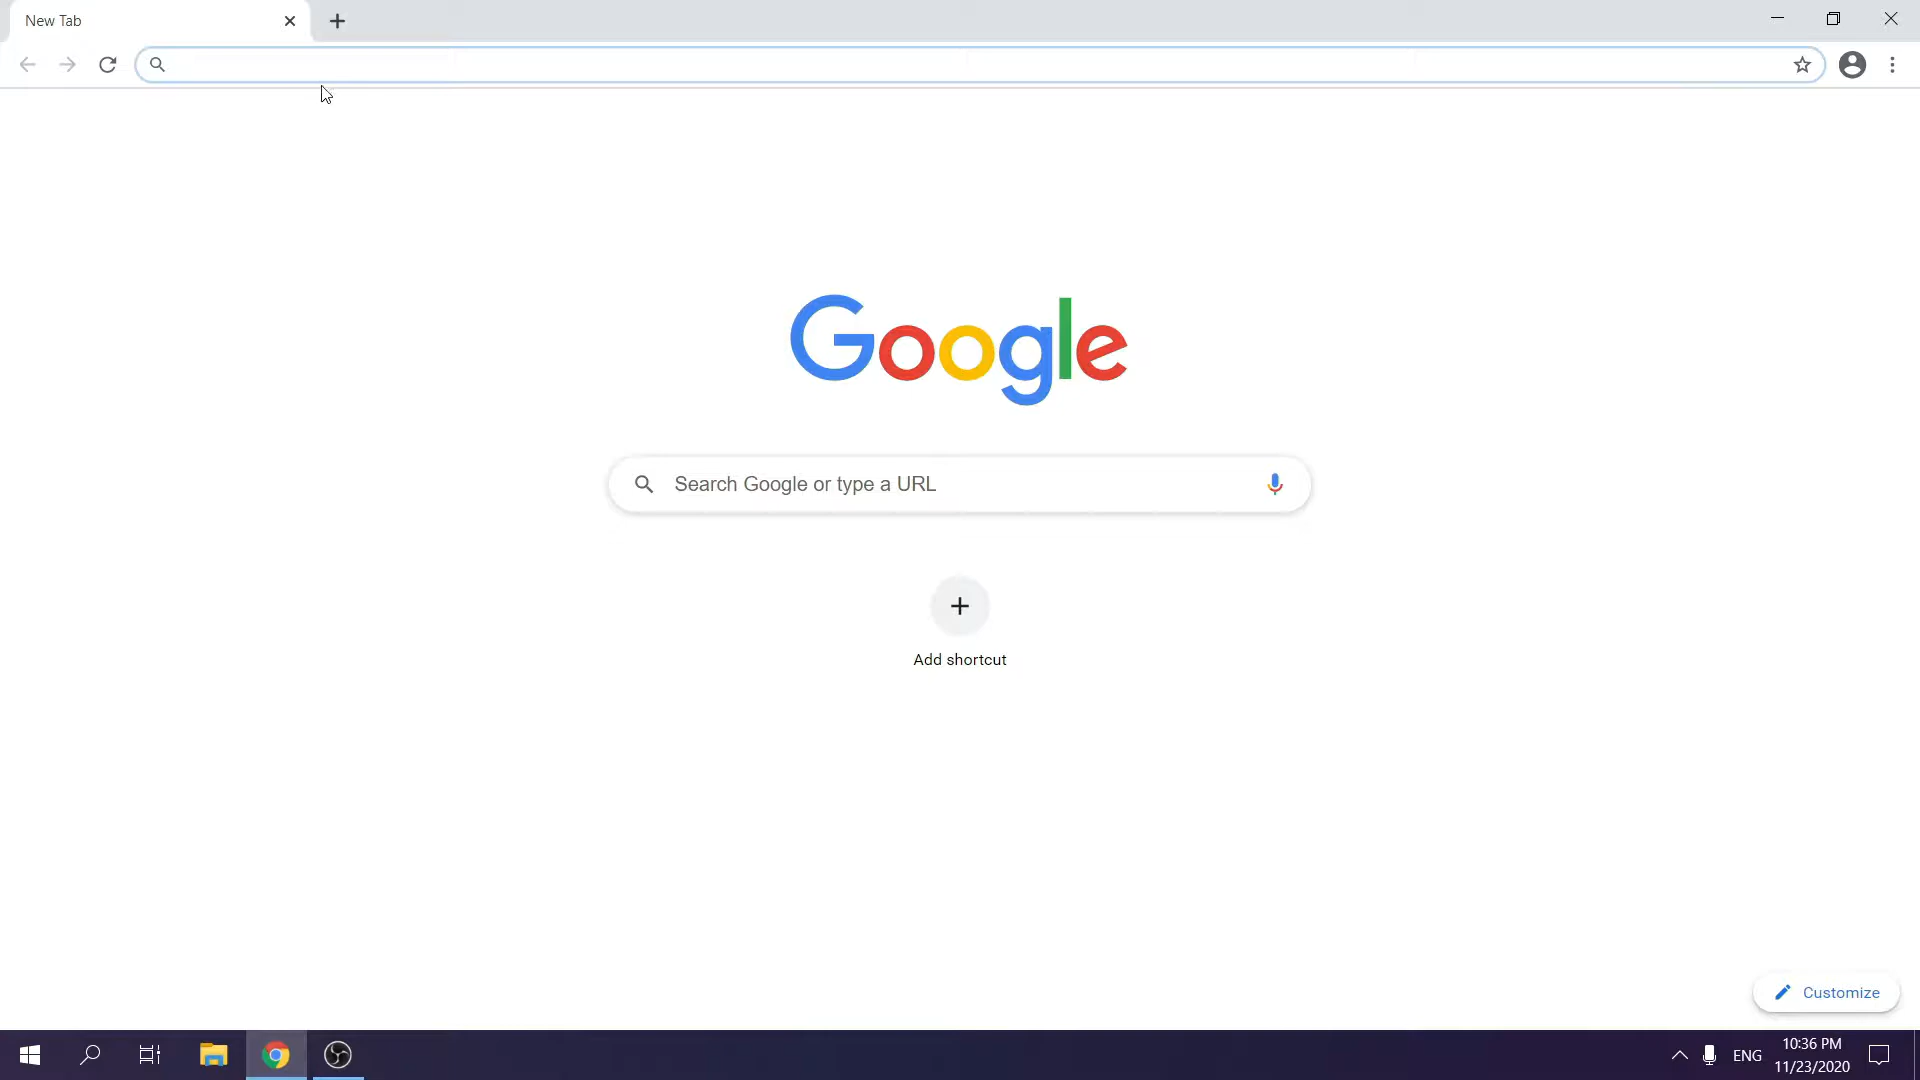 New Tab
Google
Search Google or type a URL
Add shortcut
Customize
ENG
10:36 PM
11/23/2020